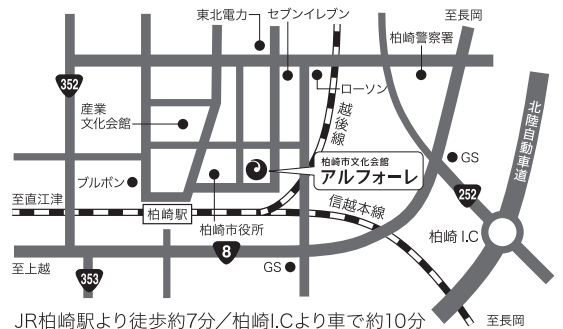 東北電力
セブンイレブン
至長岡
柏崎警察署
352
ローソン
産業
文化会館
越後線
北陸自動車道
柏崎市文化会館
アルフォーレ
GS
ブルボン
252
至直江津
柏崎駅
柏崎市役所
信越本線
柏崎I.C
8
至上越
353
GS
至長岡
JR柏崎駅より徒歩約7分／柏崎I.Cより車で約10分